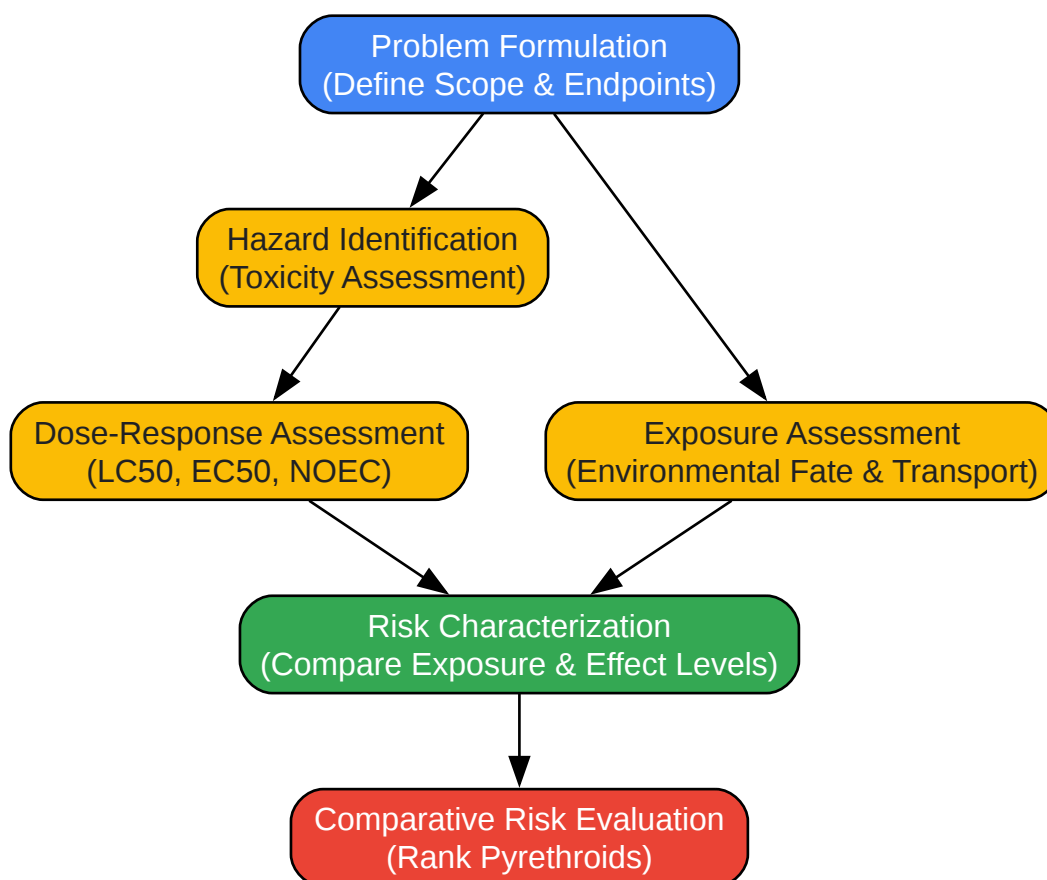 Problem Formulation
(Define Scope & Endpoints)
Hazard Identification
(Toxicity Assessment)
Dose-Response Assessment
(LC50, EC50, NOEC)
Exposure Assessment
(Environmental Fate & Transport)
Risk Characterization
(Compare Exposure & Effect Levels)
Comparative Risk Evaluation
(Rank Pyrethroids)